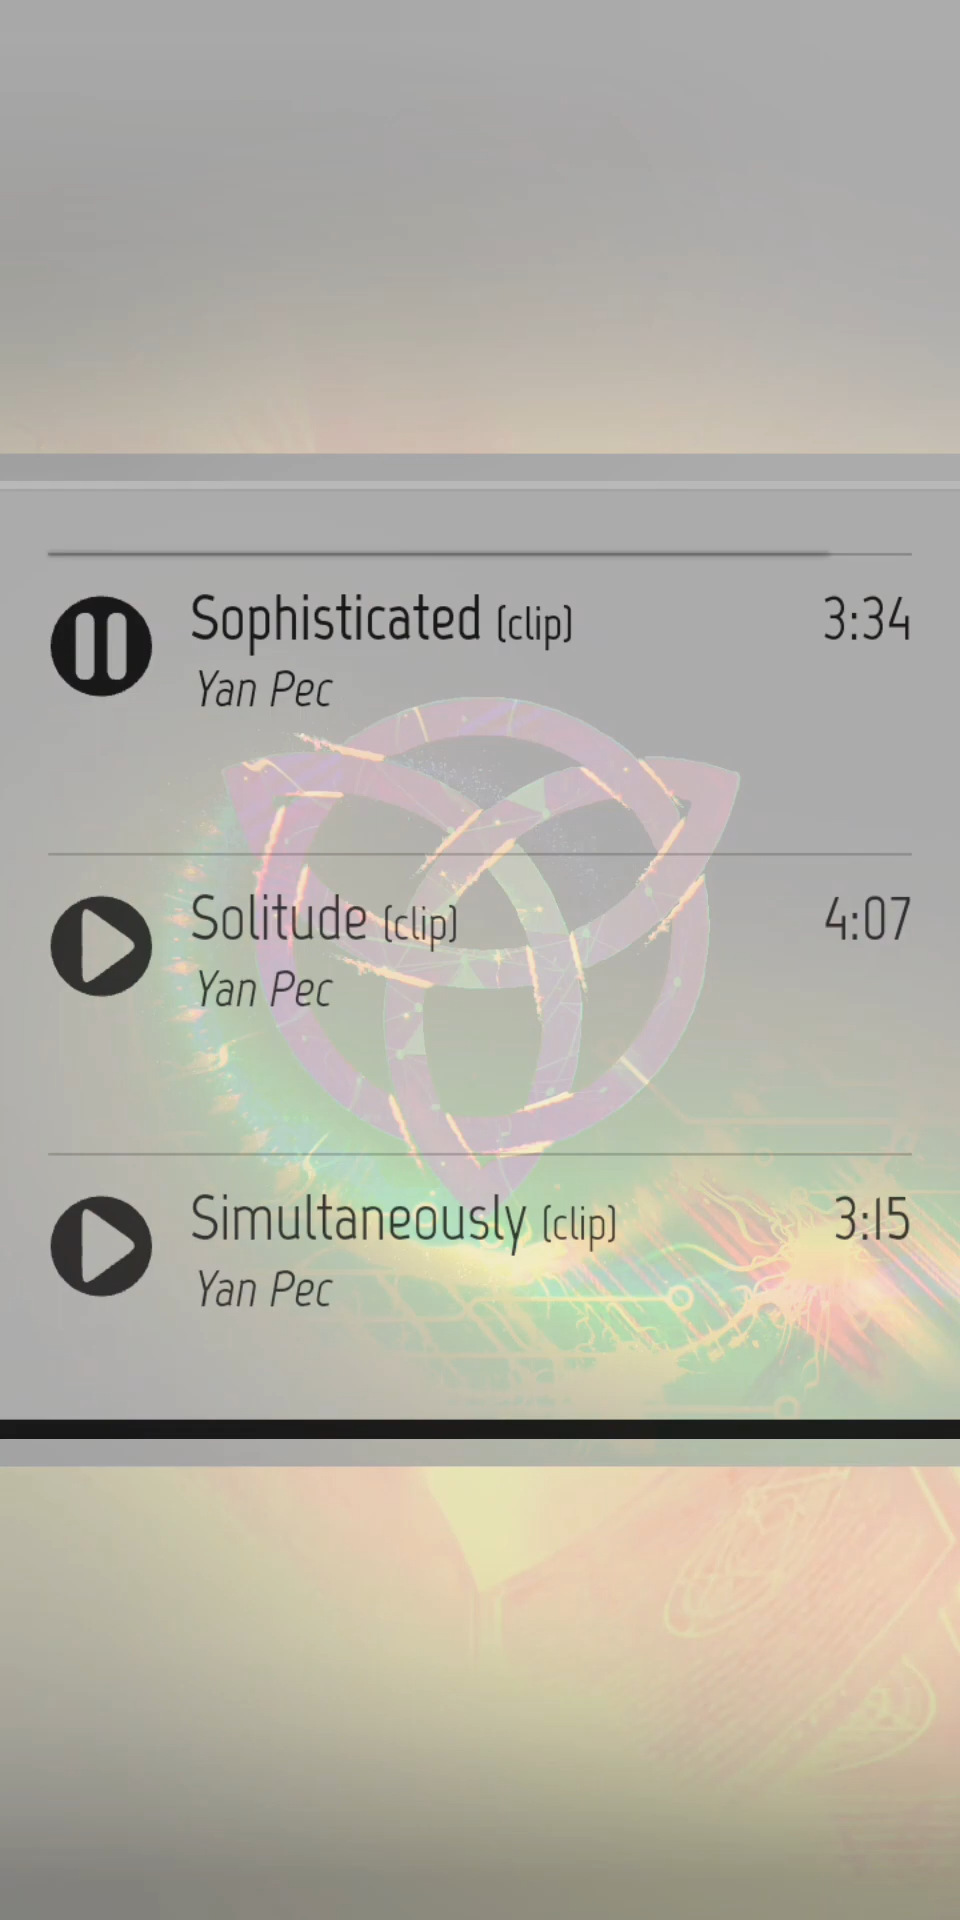 Sophisticated (clip) 3:34
Yan Pec
Solitude (clip) 4:07
Yan Pec
Simultaneously (clip) 3:15
Yan Pec